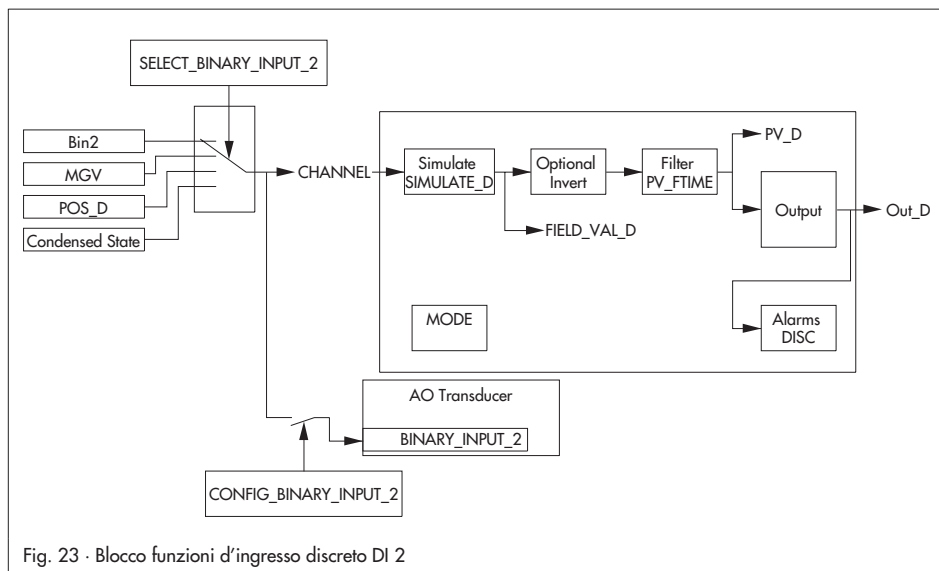 SELECT_BINARY_INPUT_2
Bin2
MGV
POS_D
Condensed State
CHANNEL
Simulate
SIMULATE_D
Optional
Invert
Filter
PV_FTIME
PV_D
Output
Out_D
FIELD_VAL_D
MODE
Alarms
DISC
AO Transducer
BINARY_INPUT_2
CONFIG_BINARY_INPUT_2
Fig. 23 · Blocco funzioni d’ingresso discreto DI 2